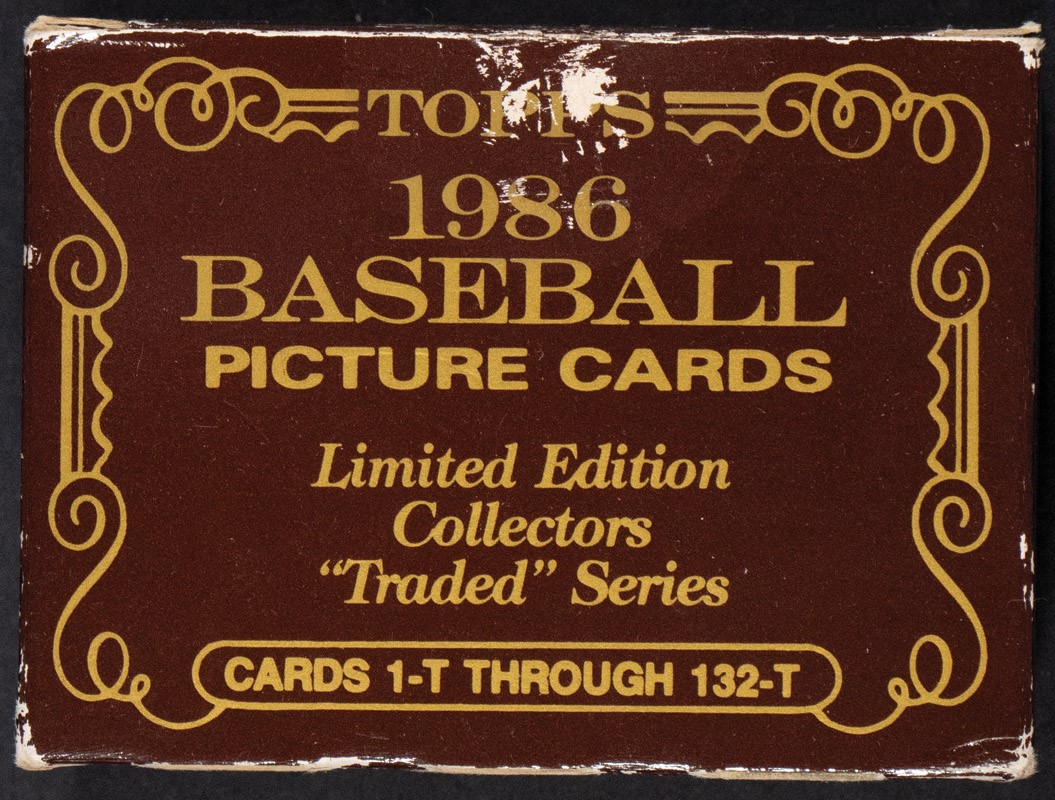 TOPPS
1986
BASEBALL
PICTURE CARDS
Limited Edition
Collectors
“Traded” Series
CARDS 1-T THROUGH 132-T